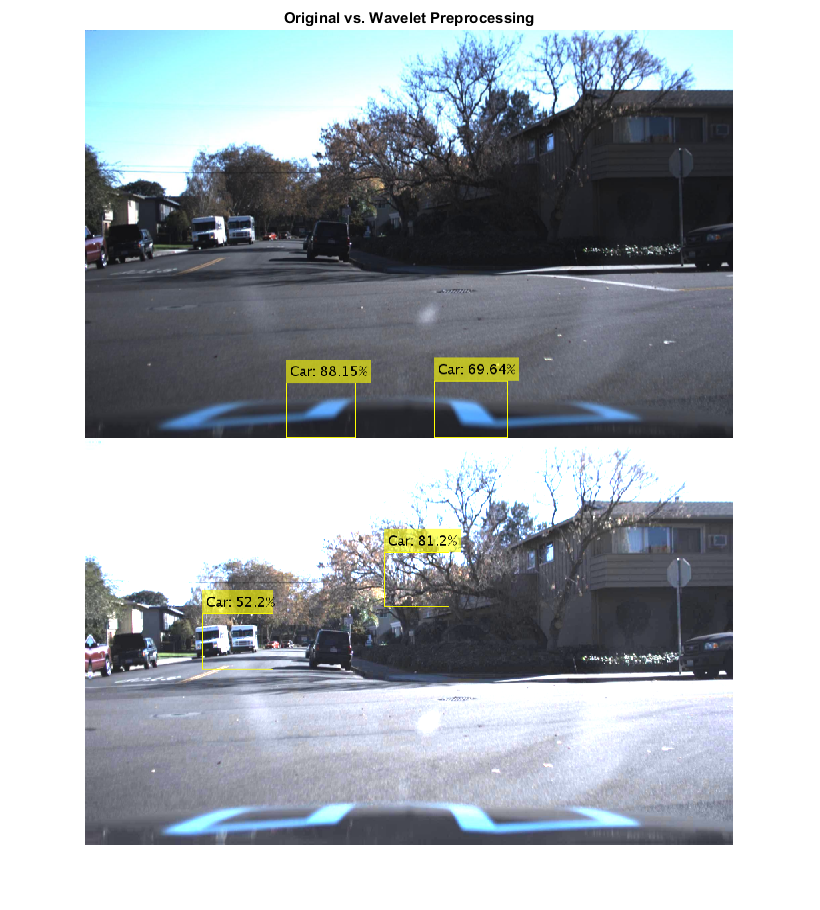 Original vs. Wavelet Preprocessing
Car: 88.15%
Car: 69.64%
Car: 81.2%
Car: 52.2%